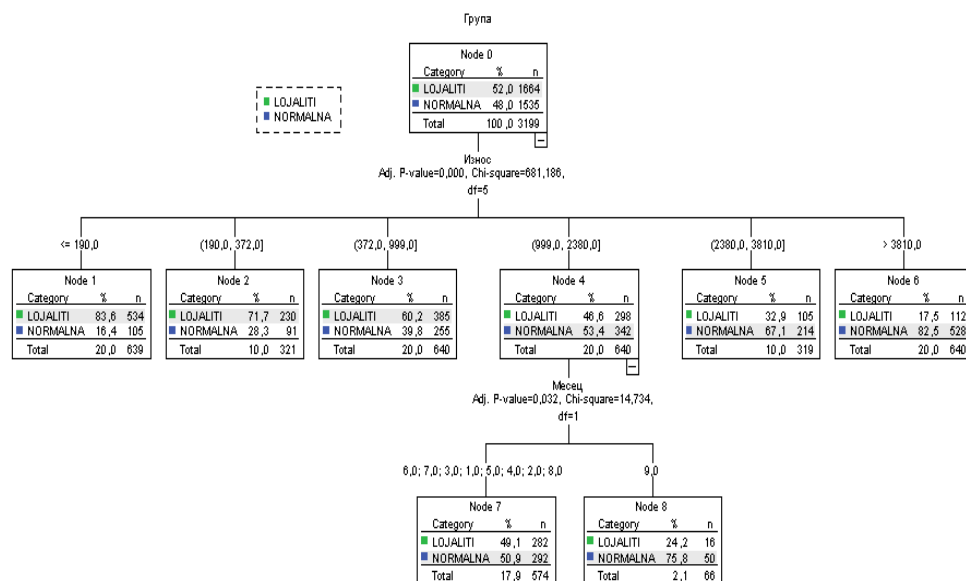 Група
Node 0
Category % n
LOJALITI 52,0 1664
NORMALNA 48,0 1535
Total 100,0 3199
LOJALITI
NORMALNA
Износ
Adj. P-value=0,000, Chi-square=681,186,
df=5
<= 190,0
(190,0, 372,0]
(372,0, 999,0]
(999,0, 2380,0]
(2380,0, 3810,0]
> 3810,0
Node 1
Category % n
LOJALITI 83,6 534
NORMALNA 16,4 105
Total 20,0 639
Node 2
Category % n
LOJALITI 71,7 230
NORMALNA 28,3 91
Total 10,0 321
Node 3
Category % n
LOJALITI 60,2 385
NORMALNA 39,8 255
Total 20,0 640
Node 4
Category % n
LOJALITI 46,6 298
NORMALNA 53,4 342
Total 20,0 640
Node 5
Category % n
LOJALITI 32,9 105
NORMALNA 67,1 214
Total 10,0 319
Node 6
Category % n
LOJALITI 17,5 112
NORMALNA 82,5 528
Total 20,0 640
Месец
Adj. P-value=0,032, Chi-square=14,734,
df=1
6,0; 7,0; 3,0; 1,0; 5,0; 4,0; 2,0; 8,0
9,0
Node 7
Category % n
LOJALITI 49,1 282
NORMALNA 50,9 292
Total 17,9 574
Node 8
Category % n
LOJALITI 24,2 16
NORMALNA 75,8 50
Total 2,1 66